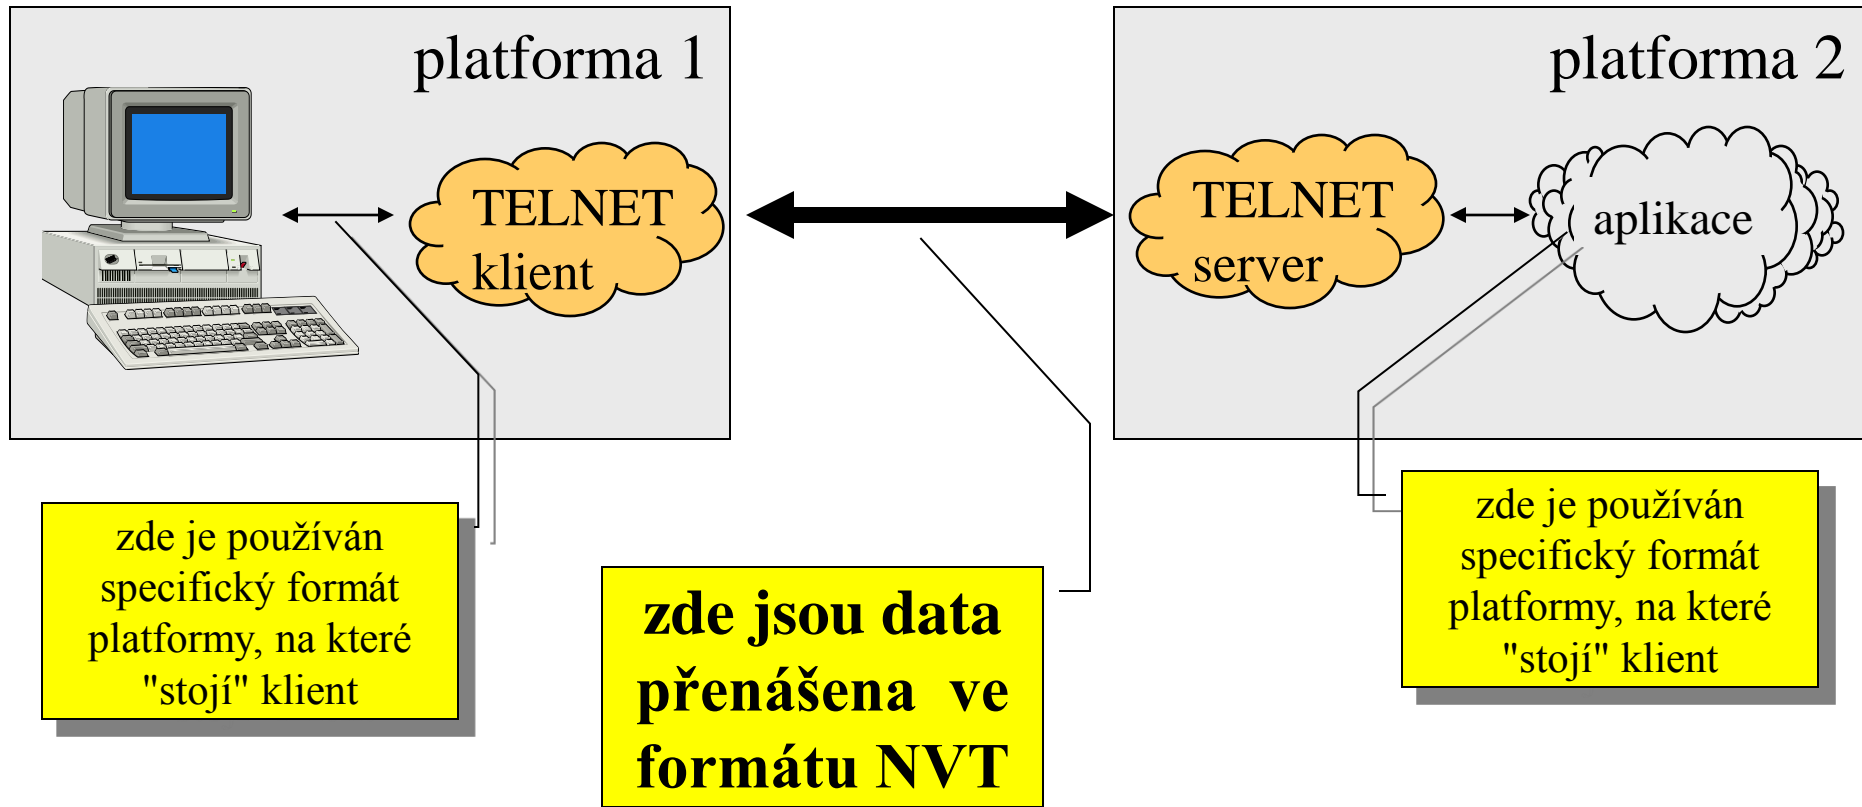 platforma 1
TELNET
klient
platforma 2
TELNET
server
aplikace
zde je používán
specifický formát
platformy, na které
"stojí" klient
zde jsou data
přenášena ve
formátu NVT
zde je používán
specifický formát
platformy, na které
"stojí" klient